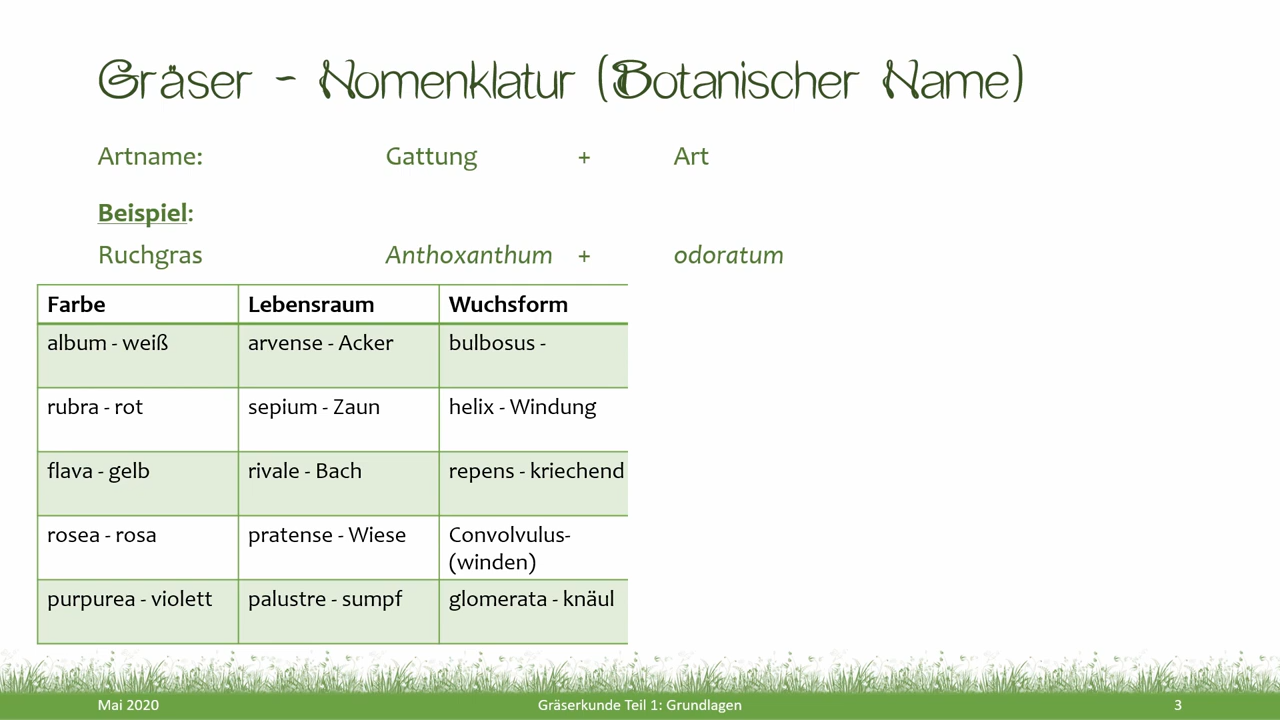 Gräser - Nomenklatur (Botanischer Name)
Artname: Gattung + Art
Beispiel:
Ruchgras Anthoxanthum + odoratum
Farbe Lebensraum Wuchsform
album - weiß arvense - Acker bulbosus -
rubra - rot sepium - Zaun helix - Windung
flava - gelb rivale - Bach repens - kriechend
rosea - rosa pratense - Wiese Convolvulus-
(winden)
purpurea - violett palustre - sumpf glomerata - knäul
Mai 2020 Gräserkunde Teil 1: Grundlagen 3